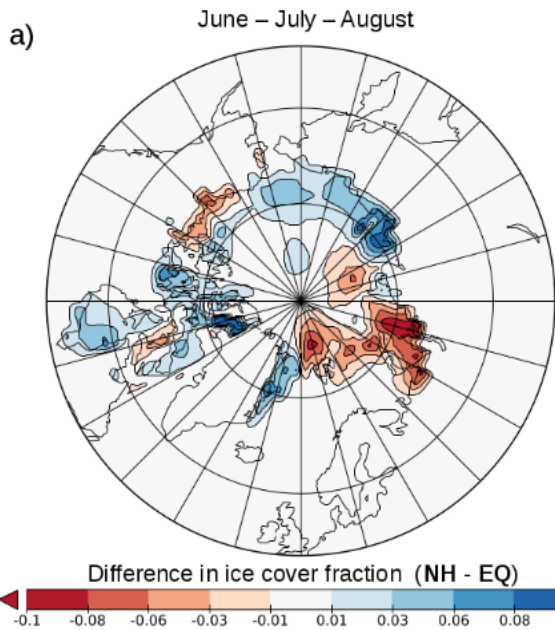 June – July – August
a)
Difference in ice cover fraction (NH - EQ)
-0.1 -0.08 -0.06 -0.03 -0.01 0.01 0.03 0.06 0.08